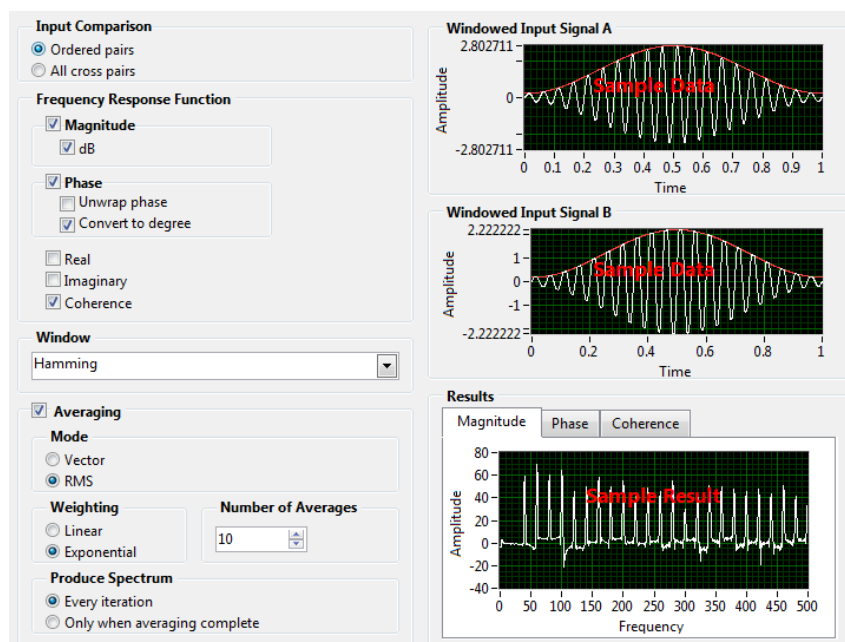 Input Comparison
Ordered pairs
All cross pairs
Frequency Response Function
Magnitude
dB
Phase
Unwrap phase
Convert to degree
Real
Imaginary
Coherence
Window
Hamming
Averaging
Mode
Vector
RMS
Weighting
Linear
Exponential
Number of Averages
10
Produce Spectrum
Every iteration
Only when averaging complete
Windowed Input Signal A
2.802711
0
-2.802711
Amplitude
Sample Data
0 0.1 0.2 0.3 0.4 0.5 0.6 0.7 0.8 0.9 1
Time
Windowed Input Signal B
2.222222
1
0
-1
-2.222222
Amplitude
Sample Data
0 0.2 0.4 0.6 0.8 1
Time
Results
Magnitude Phase Coherence
80
60
40
20
0
-20
-40
Amplitude
Sample Result
0 50 100 150 200 250 300 350 400 450 500
Frequency